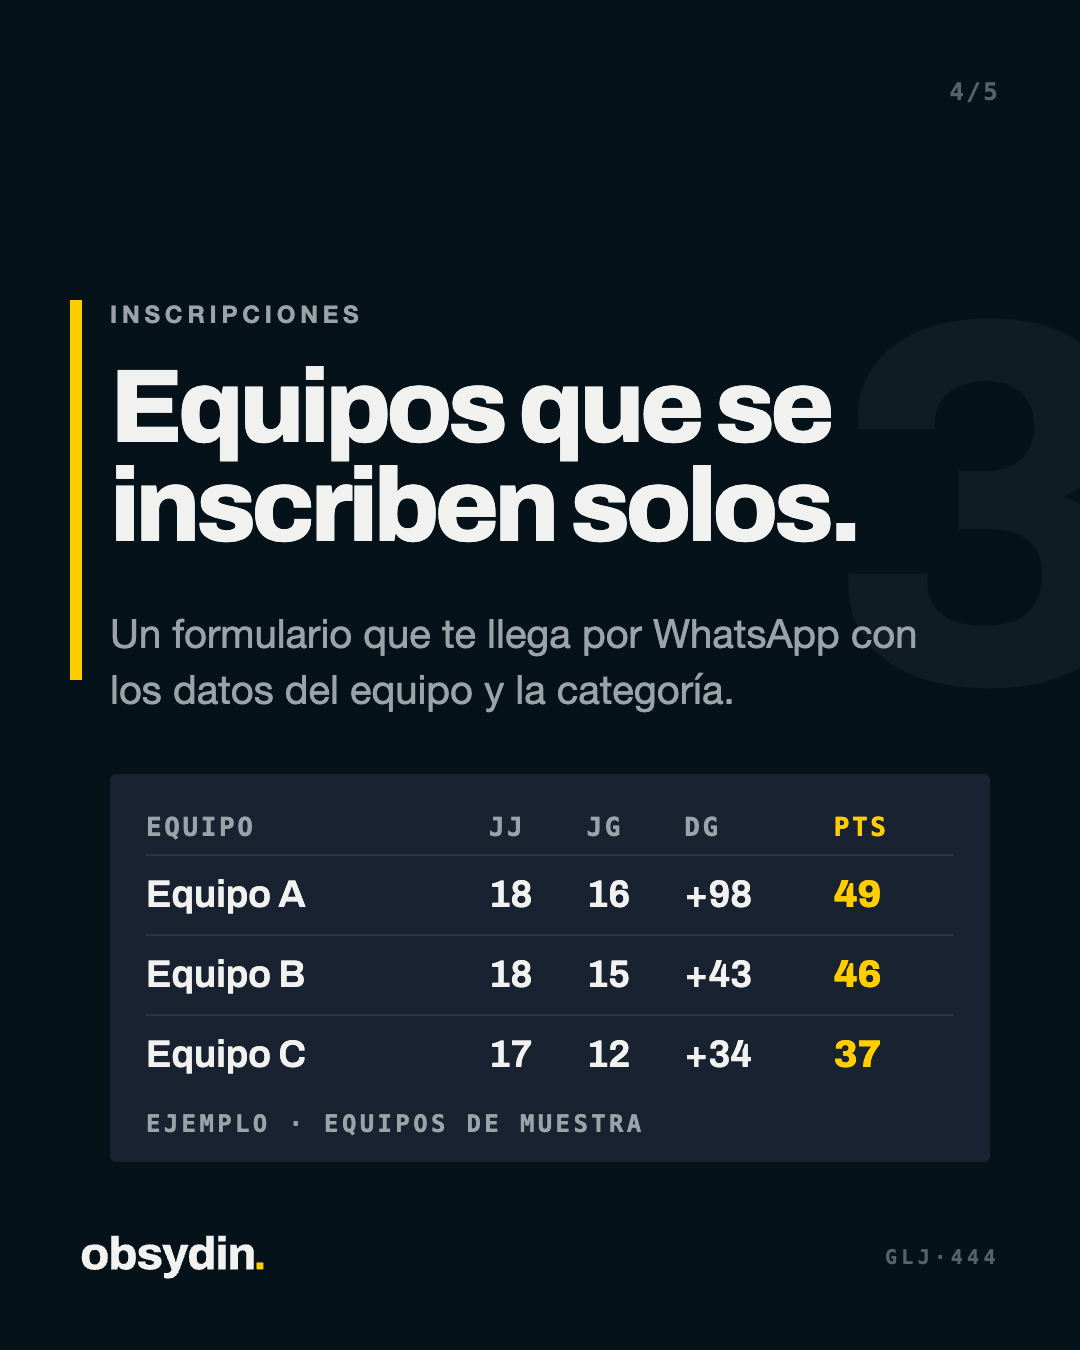 4/5
INSCRIPCIONES
Equipos que se
inscriben solos.
3
Un formulario que te llega por WhatsApp con
los datos del equipo y la categoría.
EQUIPO JJ JG DG PTS
Equipo A 18 16 +98 49
Equipo B 18 15 +43 46
Equipo C 17 12 +34 37
EJEMPLO · EQUIPOS DE MUESTRA
obsydin.
GLJ·444